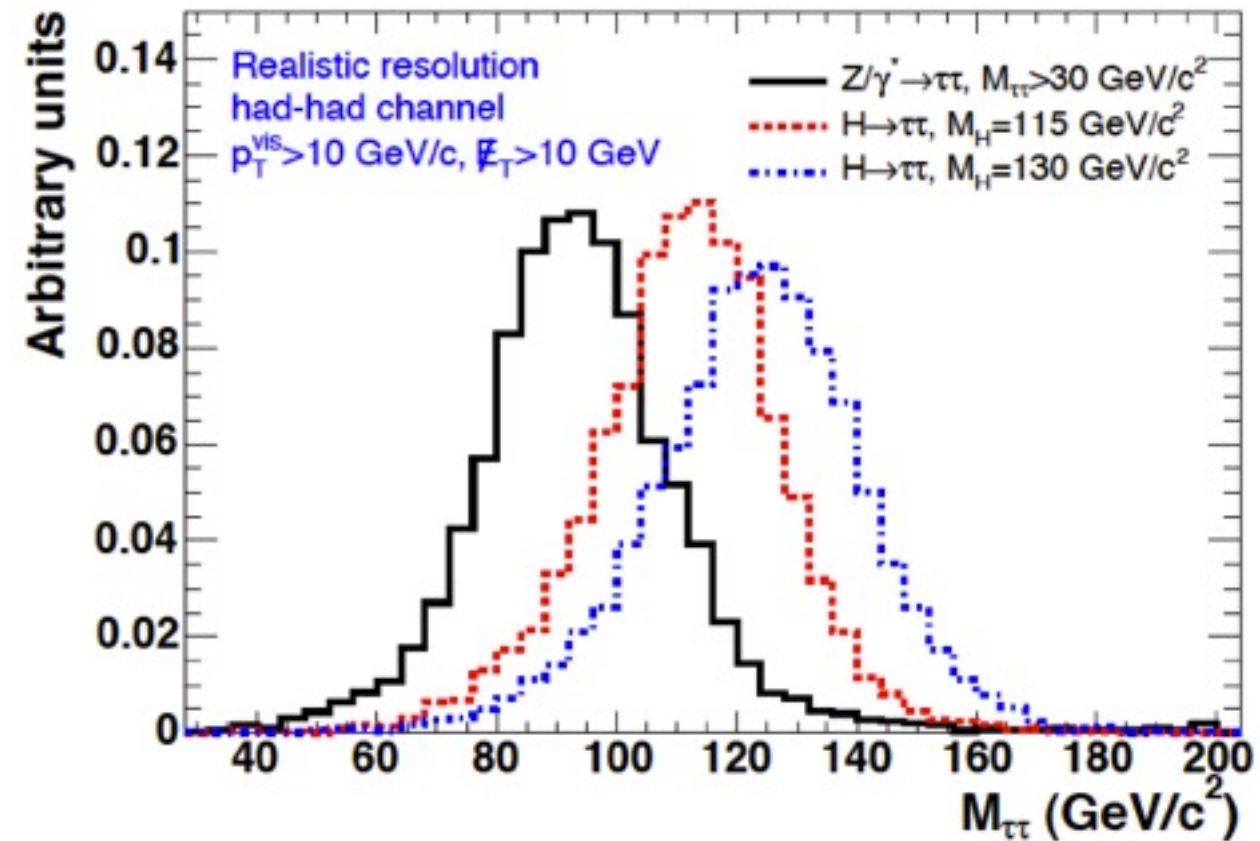 Arbitrary units
0.14
0.12
0.1
0.08
0.06
0.04
0.02
0
Realistic resolution
had-had channel
p_T^vis>10 GeV/c, E̸_T>10 GeV
Z/γ*→ττ, M_ττ>30 GeV/c²
H→ττ, M_H=115 GeV/c²
H→ττ, M_H=130 GeV/c²
40 60 80 100 120 140 160 180 200
M_ττ (GeV/c²)